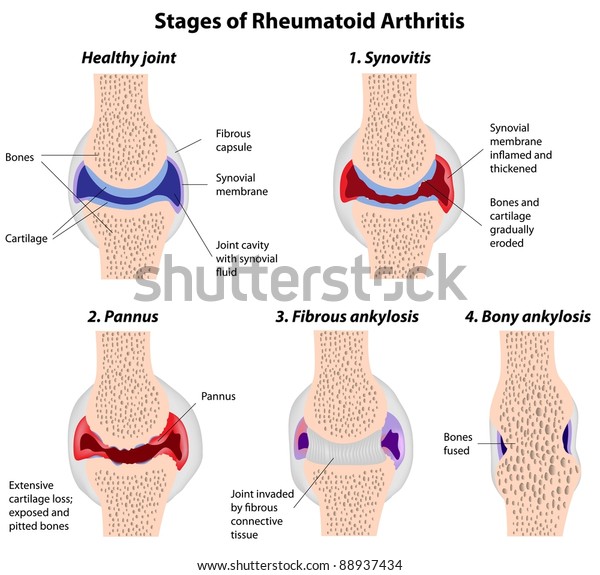 Stages of Rheumatoid Arthritis
Healthy joint
1. Synovitis
Bones
Cartilage
Fibrous
capsule
Synovial
membrane
Joint cavity
with synovial
fluid
Synovial
membrane
inflamed and
thickened
Bones and
cartilage
gradually
eroded
shutterstock
2. Pannus
3. Fibrous ankylosis
4. Bony ankylosis
Pannus
Extensive
cartilage loss;
exposed and
pitted bones
Joint invaded
by fibrous
connective
tissue
Bones
fused
www.shutterstock.com · 88937434